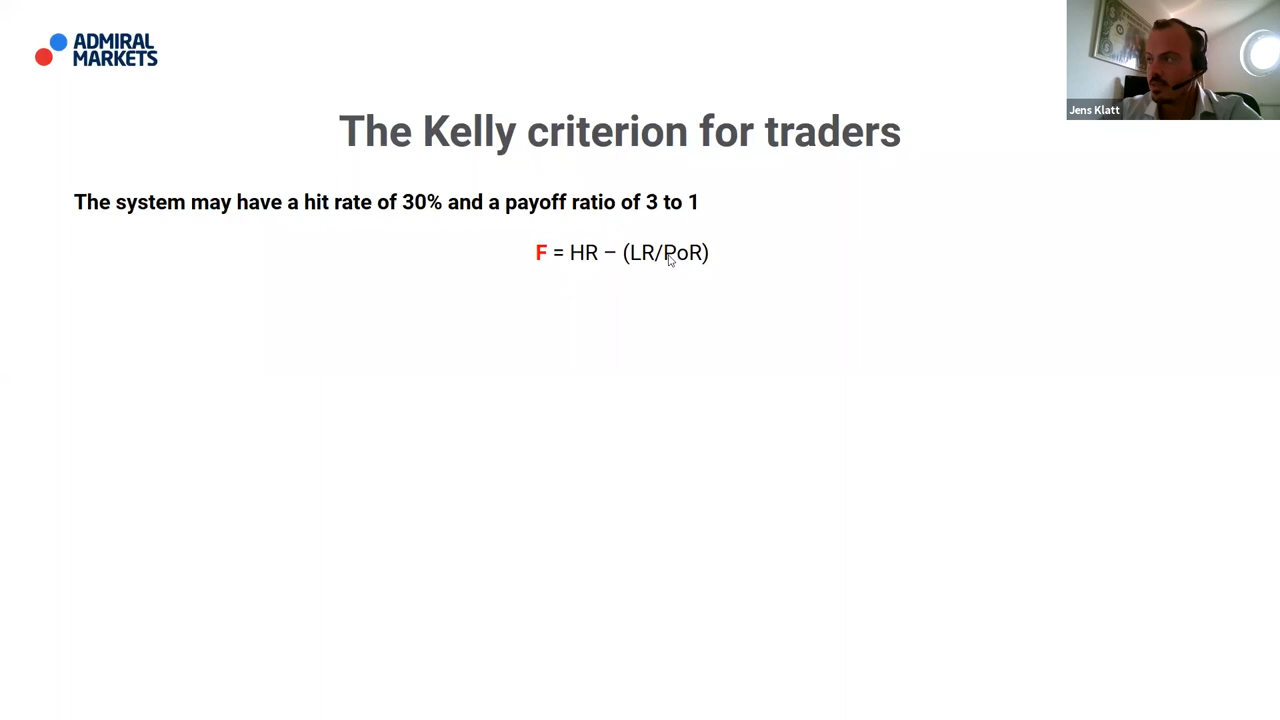 ADMIRAL
MARKETS
Jens Klatt
The Kelly criterion for traders
The system may have a hit rate of 30% and a payoff ratio of 3 to 1
F = HR – (LR/PoR)